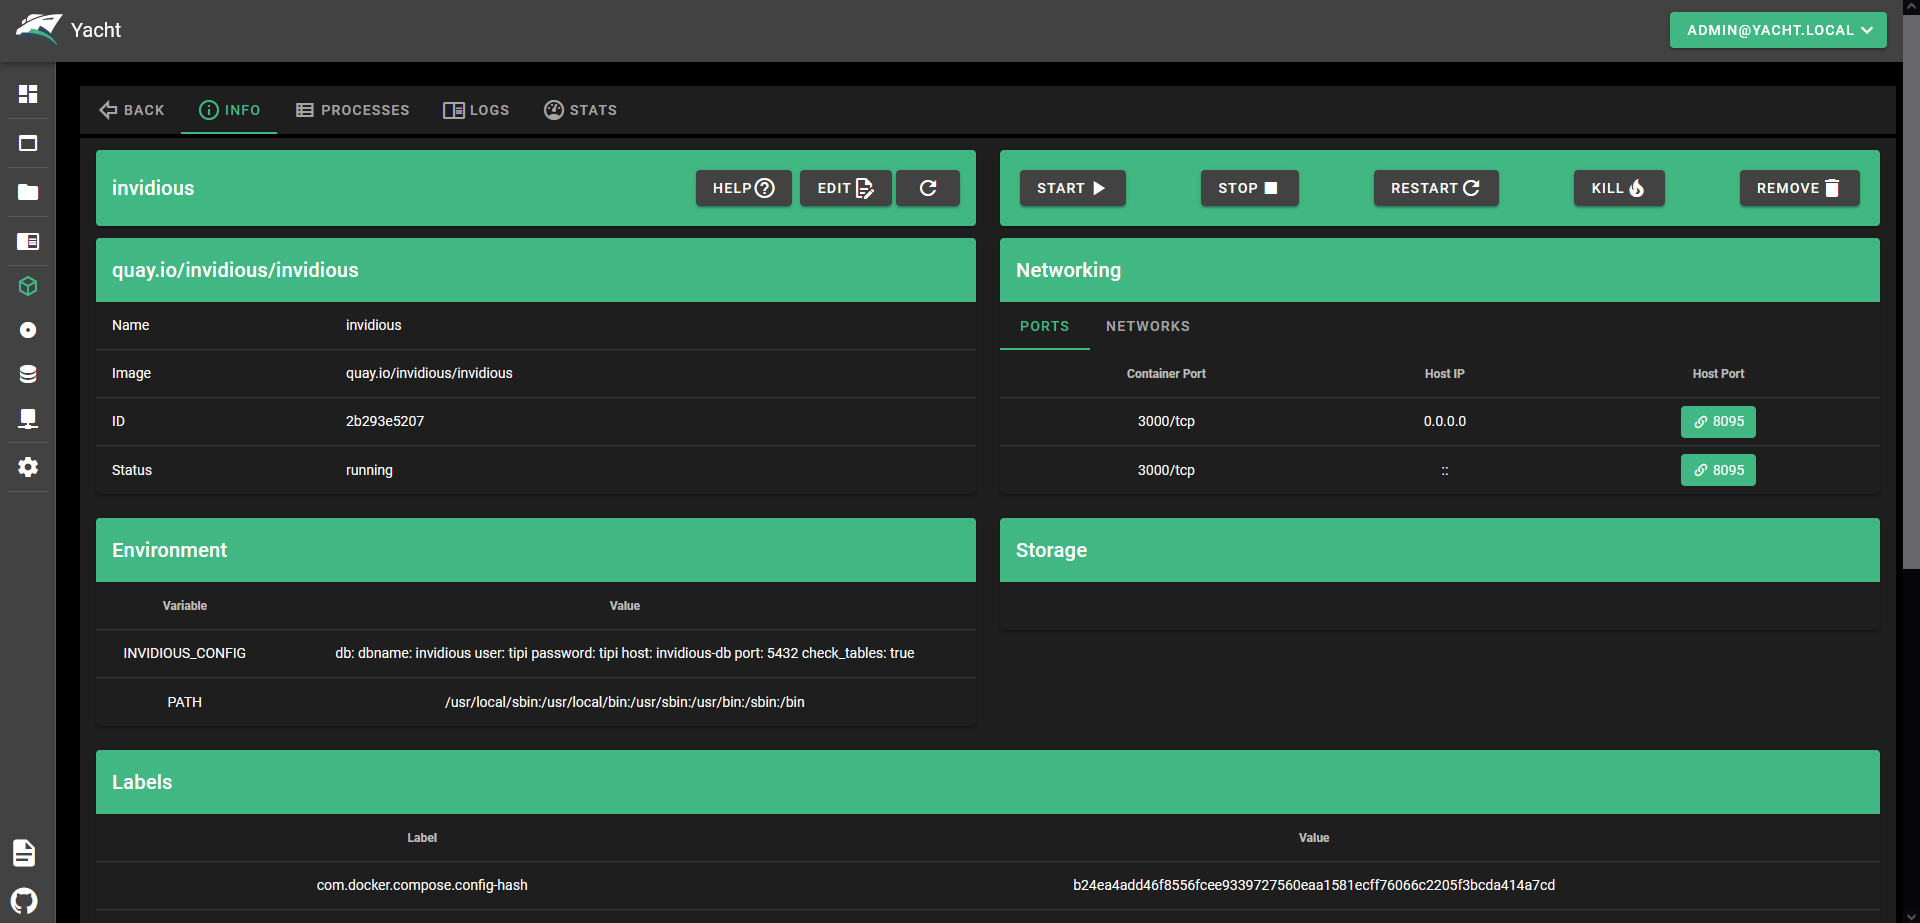 Yacht
ADMIN@YACHT.LOCAL
BACK INFO PROCESSES LOGS STATS
invidious
HELP EDIT
START STOP RESTART KILL REMOVE
quay.io/invidious/invidious
Name invidious
Image quay.io/invidious/invidious
ID 2b293e5207
Status running
Networking
PORTS NETWORKS
Container Port Host IP Host Port
3000/tcp 0.0.0.0 8095
3000/tcp :: 8095
Environment
Variable Value
INVIDIOUS_CONFIG db: dbname: invidious user: tipi password: tipi host: invidious-db port: 5432 check_tables: true
PATH /usr/local/sbin:/usr/local/bin:/usr/sbin:/usr/bin:/sbin:/bin
Storage
Labels
Label Value
com.docker.compose.config-hash b24ea4add46f8556fcee9339727560eaa1581ecff76066c2205f3bcda414a7cd